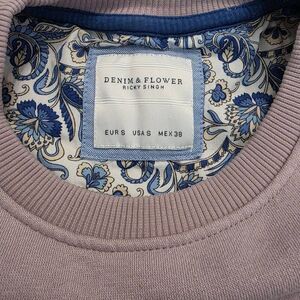 DENIM & FLOWER
RICKY SINGH
EUR S USA S MEX 38